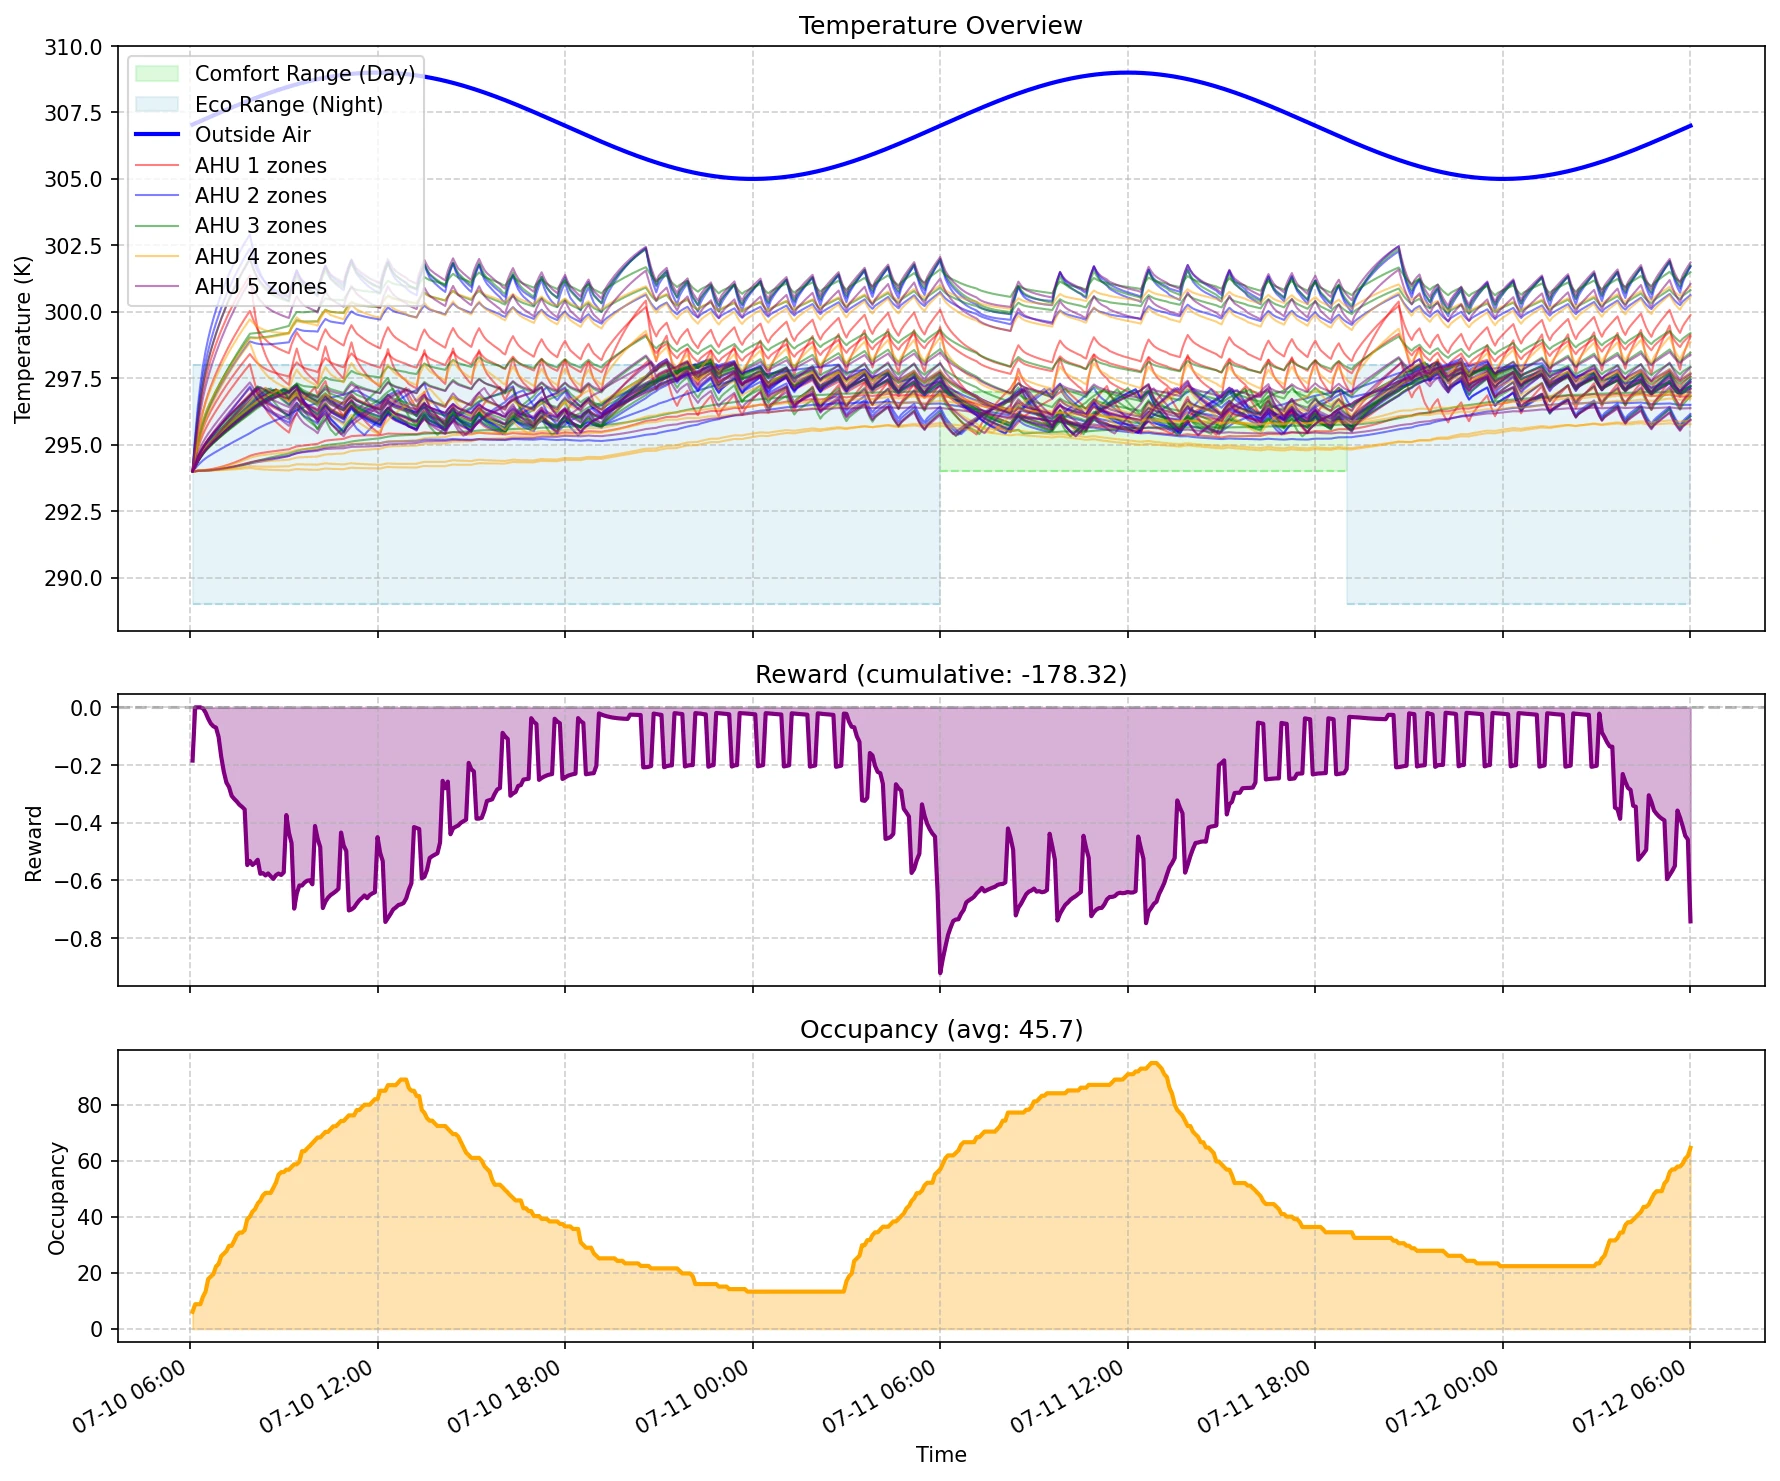 Temperature Overview
Temperature (K)
310.0
307.5
305.0
302.5
300.0
297.5
295.0
292.5
290.0
Comfort Range (Day)
Eco Range (Night)
Outside Air
AHU 1 zones
AHU 2 zones
AHU 3 zones
AHU 4 zones
AHU 5 zones
Reward (cumulative: -178.32)
Reward
0.0
−0.2
−0.4
−0.6
−0.8
Occupancy (avg: 45.7)
Occupancy
80
60
40
20
0
07-10 06:00
07-10 12:00
07-10 18:00
07-11 00:00
07-11 06:00
07-11 12:00
07-11 18:00
07-12 00:00
07-12 06:00
Time